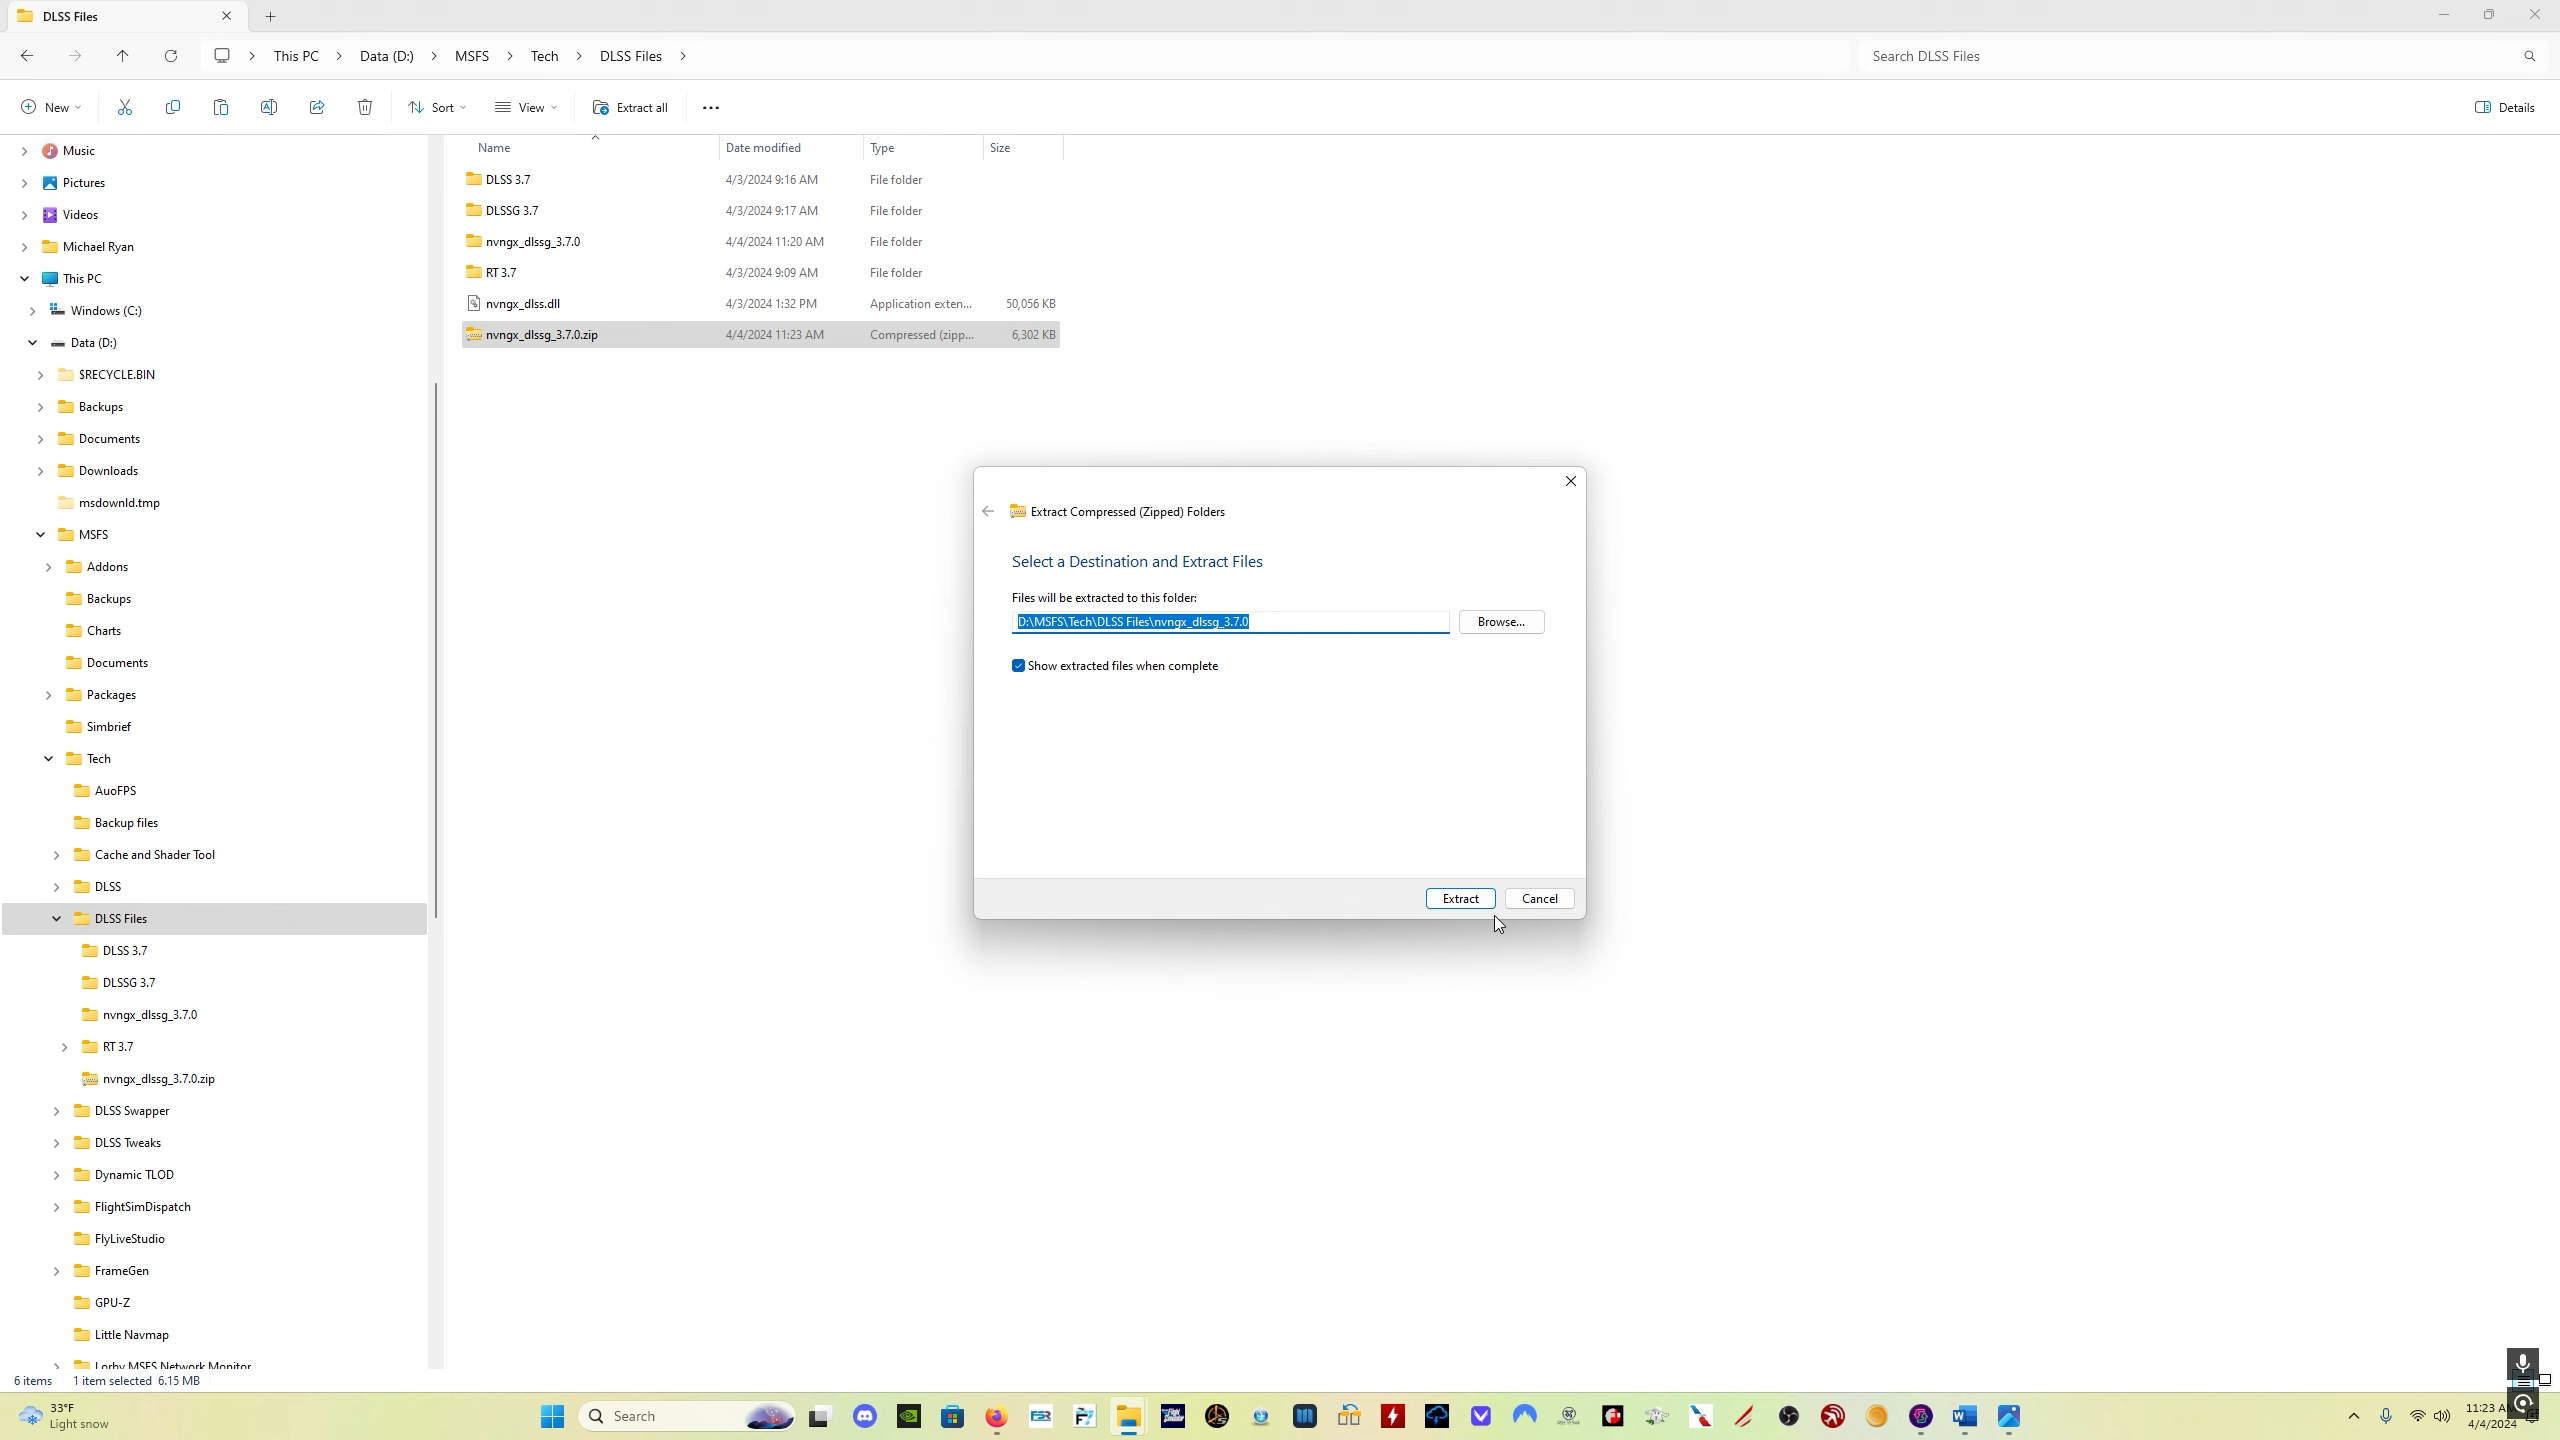 DLSS Files
This PC
Data (D:)
MSFS
Tech
DLSS Files
Search DLSS Files
New
Sort
View
Extract all
Details
Name Date modified Type Size
DLSS 3.7 4/3/2024 9:16 AM File folder
DLSSG 3.7 4/3/2024 9:17 AM File folder
nvngx_dlssg_3.7.0 4/4/2024 11:20 AM File folder
RT 3.7 4/3/2024 9:09 AM File folder
nvngx_dlss.dll 4/3/2024 1:32 PM Application exten... 50,056 KB
nvngx_dlssg_3.7.0.zip 4/4/2024 11:23 AM Compressed (zipp... 6,302 KB
Music
Pictures
Videos
Michael Ryan
This PC
Windows (C:)
Data (D:)
$RECYCLE.BIN
Backups
Documents
Downloads
msdownld.tmp
MSFS
Addons
Backups
Charts
Documents
Packages
Simbrief
Tech
AuoFPS
Backup files
Cache and Shader Tool
DLSS
DLSS Files
DLSS 3.7
DLSSG 3.7
nvngx_dlssg_3.7.0
RT 3.7
nvngx_dlssg_3.7.0.zip
DLSS Swapper
DLSS Tweaks
Dynamic TLOD
FlightSimDispatch
FlyLiveStudio
FrameGen
GPU-Z
Little Navmap
Lorby MSFS Network Monitor
Extract Compressed (Zipped) Folders
Select a Destination and Extract Files
Files will be extracted to this folder:
D:\MSFS\Tech\DLSS Files\nvngx_dlssg_3.7.0
Browse...
Show extracted files when complete
Extract
Cancel
6 items 1 item selected 6.15 MB
33°F
Light snow
Search
11:23 AM
4/4/2024